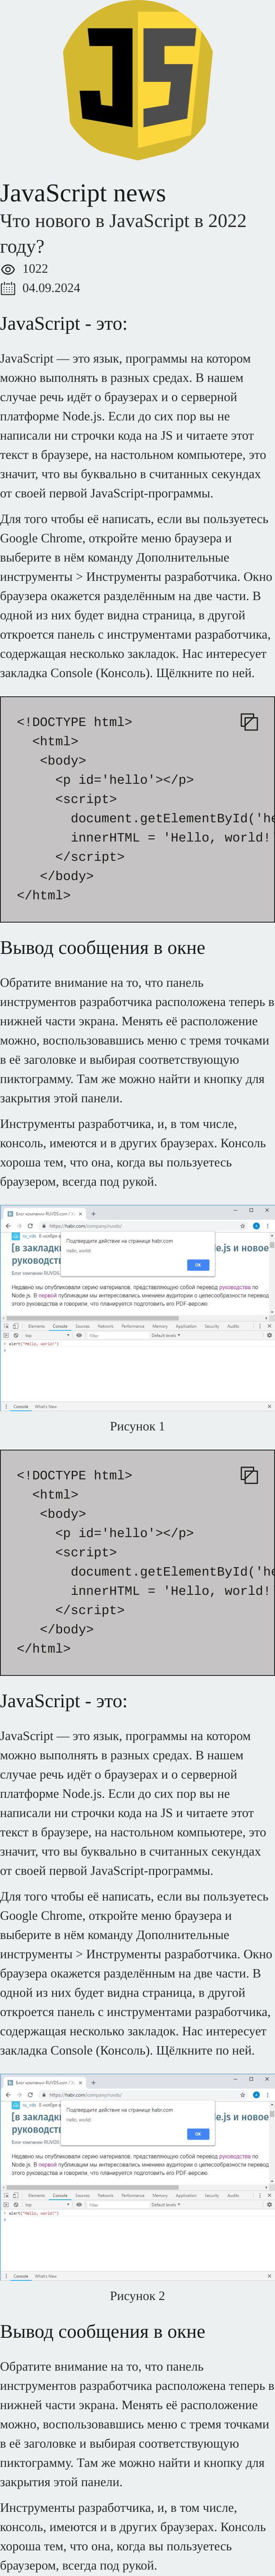 JS
JavaScript news
Что нового в JavaScript в 2022
году?
1022
04.09.2024
JavaScript - это:
JavaScript — это язык, программы на котором
можно выполнять в разных средах. В нашем
случае речь идёт о браузерах и о серверной
платформе Node.js. Если до сих пор вы не
написали ни строчки кода на JS и читаете этот
текст в браузере, на настольном компьютере, это
значит, что вы буквально в считанных секундах
от своей первой JavaScript-программы.
Для того чтобы её написать, если вы пользуетесь
Google Chrome, откройте меню браузера и
выберите в нём команду Дополнительные
инструменты > Инструменты разработчика. Окно
браузера окажется разделённым на две части. В
одной из них будет видна страница, в другой
откроется панель с инструментами разработчика,
содержащая несколько закладок. Нас интересует
закладка Console (Консоль). Щёлкните по ней.
<!DOCTYPE html>
<html>
<body>
<p id='hello'></p>
<script>
document.getElementById('he
innerHTML = 'Hello, world!
</script>
</body>
</html>
Вывод сообщения в окне
Обратите внимание на то, что панель
инструментов разработчика расположена теперь в
нижней части экрана. Менять её расположение
можно, воспользовавшись меню с тремя точками
в её заголовке и выбирая соответствующую
пиктограмму. Там же можно найти и кнопку для
закрытия этой панели.
Инструменты разработчика, и, в том числе,
консоль, имеются и в других браузерах. Консоль
хороша тем, что она, когда вы пользуетесь
браузером, всегда под рукой.
Блог компании RUVDS.com / Х
https://habr.com/company/ruvds/
ru_vds 8 ноября в
Подтвердите действие на странице habr.com
[в закладки е.js и новое
Hello, world!
руководств
OK
Блог компании RUVDS
Недавно мы опубликовали серию материалов, представляющую собой перевод руководства по
Node.js. В первой публикации мы интересовались мнением аудитории о целесообразности перевод
этого руководства и говорили, что планируется подготовить его PDF-версию.
Elements Console Sources Network Performance Memory Application Security Audits
top Filter
alert("Hello, world!")
Console What's New
Рисунок 1
<!DOCTYPE html>
<html>
<body>
<p id='hello'></p>
<script>
document.getElementById('he
innerHTML = 'Hello, world!
</script>
</body>
</html>
JavaScript - это:
JavaScript — это язык, программы на котором
можно выполнять в разных средах. В нашем
случае речь идёт о браузерах и о серверной
платформе Node.js. Если до сих пор вы не
написали ни строчки кода на JS и читаете этот
текст в браузере, на настольном компьютере, это
значит, что вы буквально в считанных секундах
от своей первой JavaScript-программы.
Для того чтобы её написать, если вы пользуетесь
Google Chrome, откройте меню браузера и
выберите в нём команду Дополнительные
инструменты > Инструменты разработчика. Окно
браузера окажется разделённым на две части. В
одной из них будет видна страница, в другой
откроется панель с инструментами разработчика,
содержащая несколько закладок. Нас интересует
закладка Console (Консоль). Щёлкните по ней.
Блог компании RUVDS.com / Х
https://habr.com/company/ruvds/
ru_vds 8 ноября в
Подтвердите действие на странице habr.com
[в закладки е.js и новое
Hello, world!
руководств
OK
Блог компании RUVDS
Недавно мы опубликовали серию материалов, представляющую собой перевод руководства по
Node.js. В первой публикации мы интересовались мнением аудитории о целесообразности перевод
этого руководства и говорили, что планируется подготовить его PDF-версию.
Elements Console Sources Network Performance Memory Application Security Audits
top Filter
alert("Hello, world!")
Console What's New
Рисунок 2
Вывод сообщения в окне
Обратите внимание на то, что панель
инструментов разработчика расположена теперь в
нижней части экрана. Менять её расположение
можно, воспользовавшись меню с тремя точками
в её заголовке и выбирая соответствующую
пиктограмму. Там же можно найти и кнопку для
закрытия этой панели.
Инструменты разработчика, и, в том числе,
консоль, имеются и в других браузерах. Консоль
хороша тем, что она, когда вы пользуетесь
браузером, всегда под рукой.